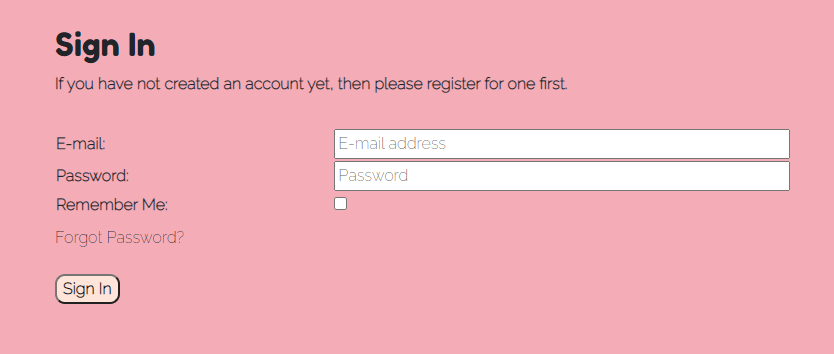 Sign In
If you have not created an account yet, then please register for one first.
E-mail: E-mail address
Password: Password
Remember Me:
Forgot Password?
Sign In